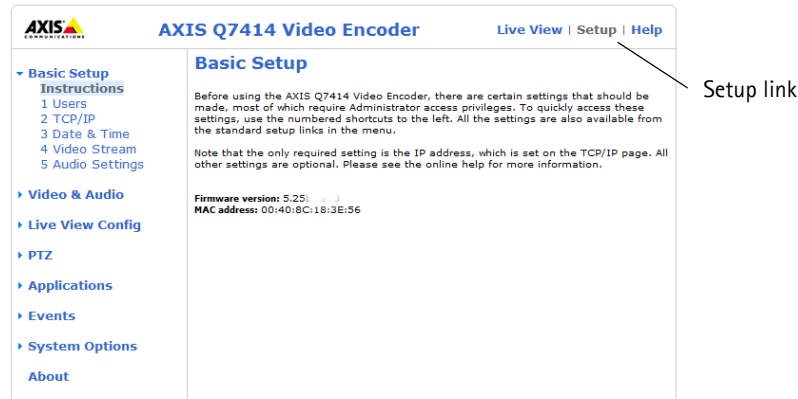 AXIS
COMMUNICATIONS
AXIS Q7414 Video Encoder
Live View | Setup | Help
Setup link
Basic Setup
Instructions
1 Users
2 TCP/IP
3 Date & Time
4 Video Stream
5 Audio Settings
Video & Audio
Live View Config
PTZ
Applications
Events
System Options
About
Basic Setup
Before using the AXIS Q7414 Video Encoder, there are certain settings that should be
made, most of which require Administrator access privileges. To quickly access these
settings, use the numbered shortcuts to the left. All the settings are also available from
the standard setup links in the menu.
Note that the only required setting is the IP address, which is set on the TCP/IP page. All
other settings are optional. Please see the online help for more information.
Firmware version: 5.25
MAC address: 00:40:8C:18:3E:56